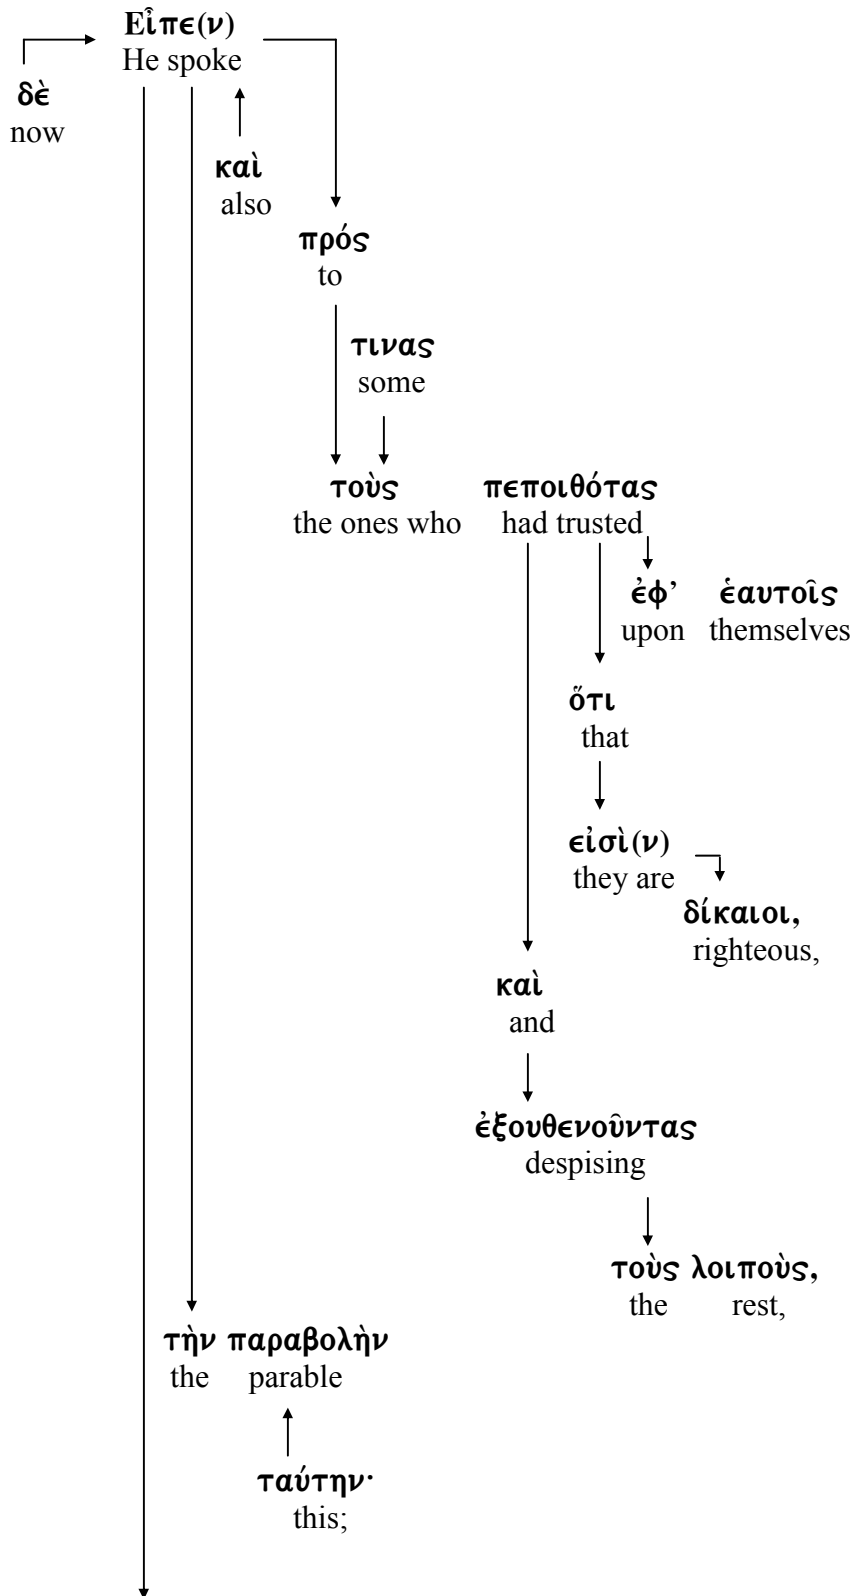 Εἶπε(ν)
He spoke
δὲ
now
καὶ
also
πρός
to
τινας
some
τοὺς πεποιθότας
the ones who had trusted
ἐφ’ ἑαυτοῖς
upon themselves
ὅτι
that
εἰσὶ(ν)
they are
δίκαιοι,
righteous,
καὶ
and
ἐξουθενοῦντας
despising
τοὺς λοιποὺς,
the rest,
τὴν παραβολὴν
the parable
ταύτην·
this;